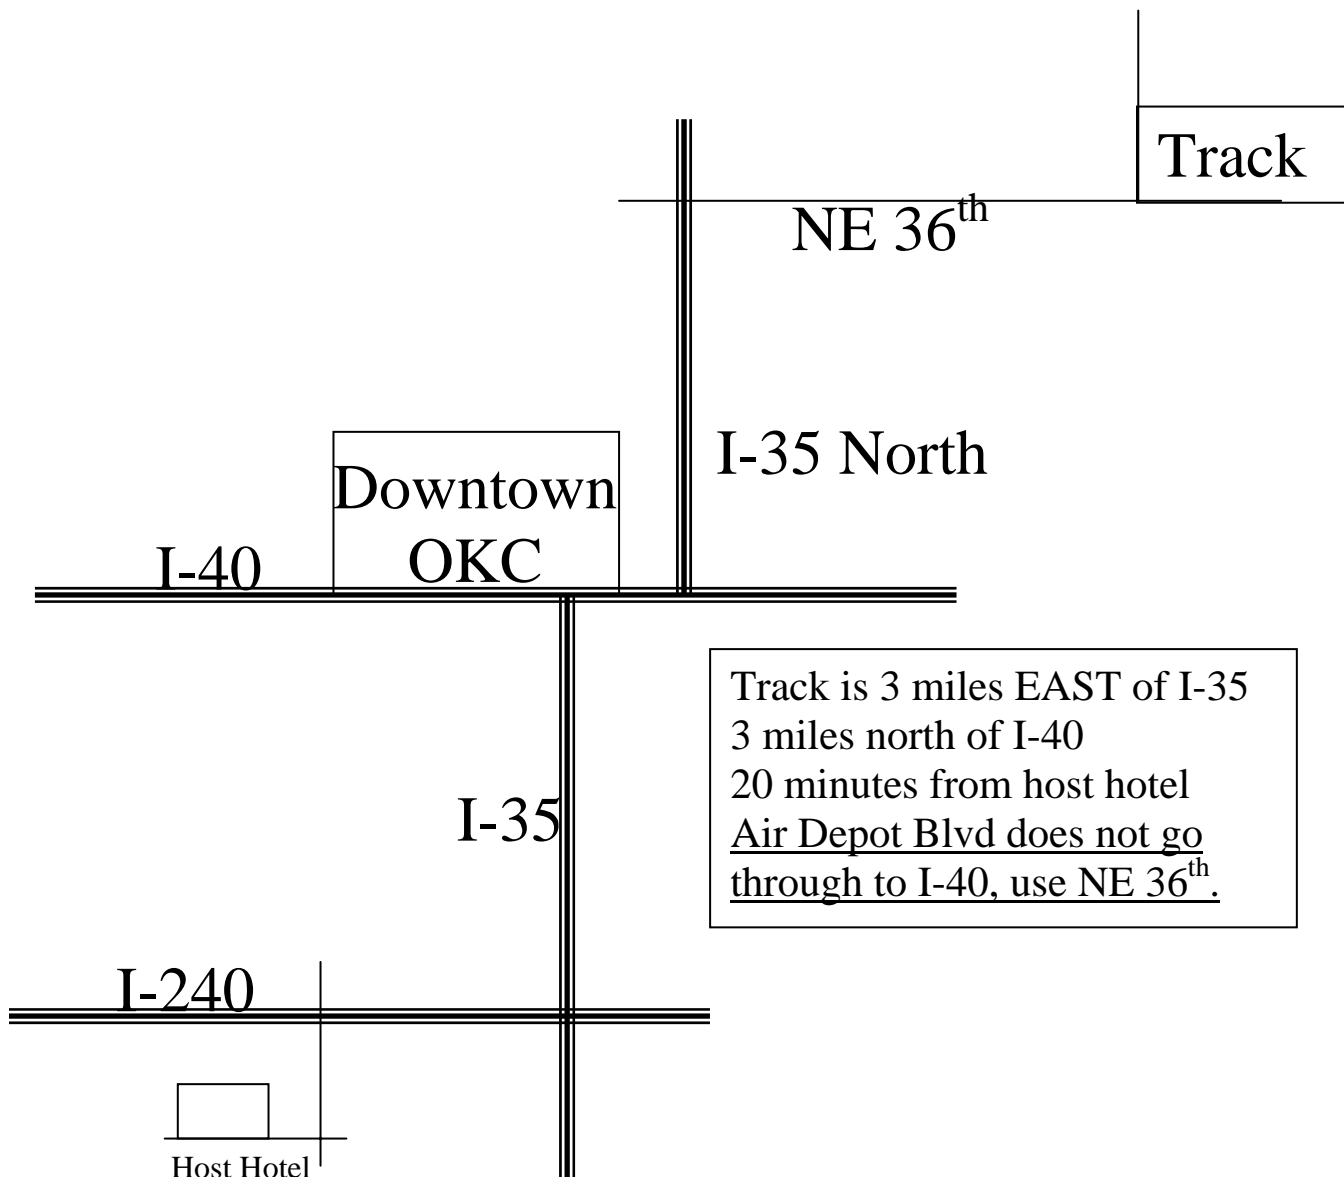 Track
NE 36th
I-35 North
Downtown
OKC
I-40
Track is 3 miles EAST of I-35
3 miles north of I-40
20 minutes from host hotel
Air Depot Blvd does not go
through to I-40, use NE 36th.
I-35
I-240
Host Hotel